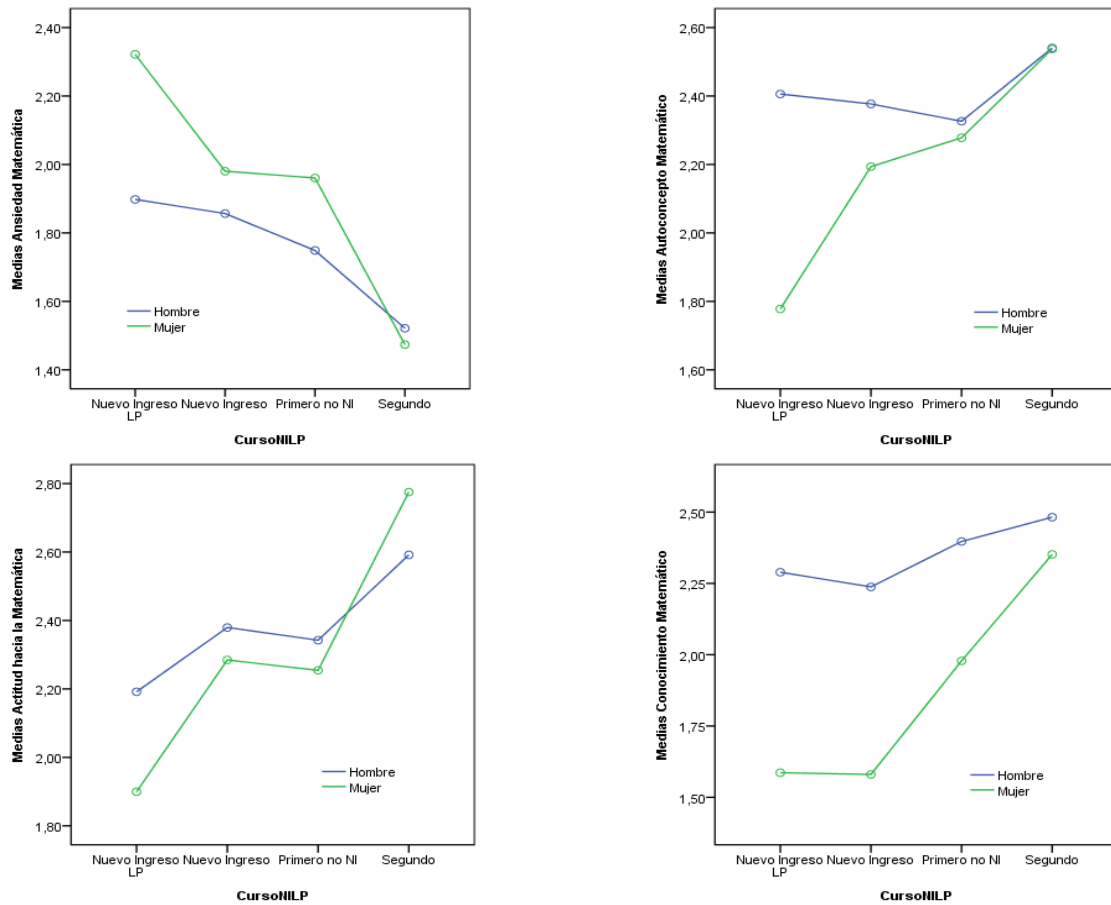 Medias Ansiedad Matemática
2,40
2,20
2,00
1,80
1,60
1,40
Hombre
Mujer
Nuevo Ingreso
LP
Nuevo Ingreso
Primero no NI
Segundo
CursoNILP
Medias Autoconcepto Matemático
2,60
2,40
2,20
2,00
1,80
1,60
Hombre
Mujer
Nuevo Ingreso
LP
Nuevo Ingreso
Primero no NI
Segundo
CursoNILP
Medias Actitud hacia la Matemática
2,80
2,60
2,40
2,20
2,00
1,80
Hombre
Mujer
Nuevo Ingreso
LP
Nuevo Ingreso
Primero no NI
Segundo
CursoNILP
Medias Conocimiento Matemático
2,50
2,25
2,00
1,75
1,50
Hombre
Mujer
Nuevo Ingreso
LP
Nuevo Ingreso
Primero no NI
Segundo
CursoNILP